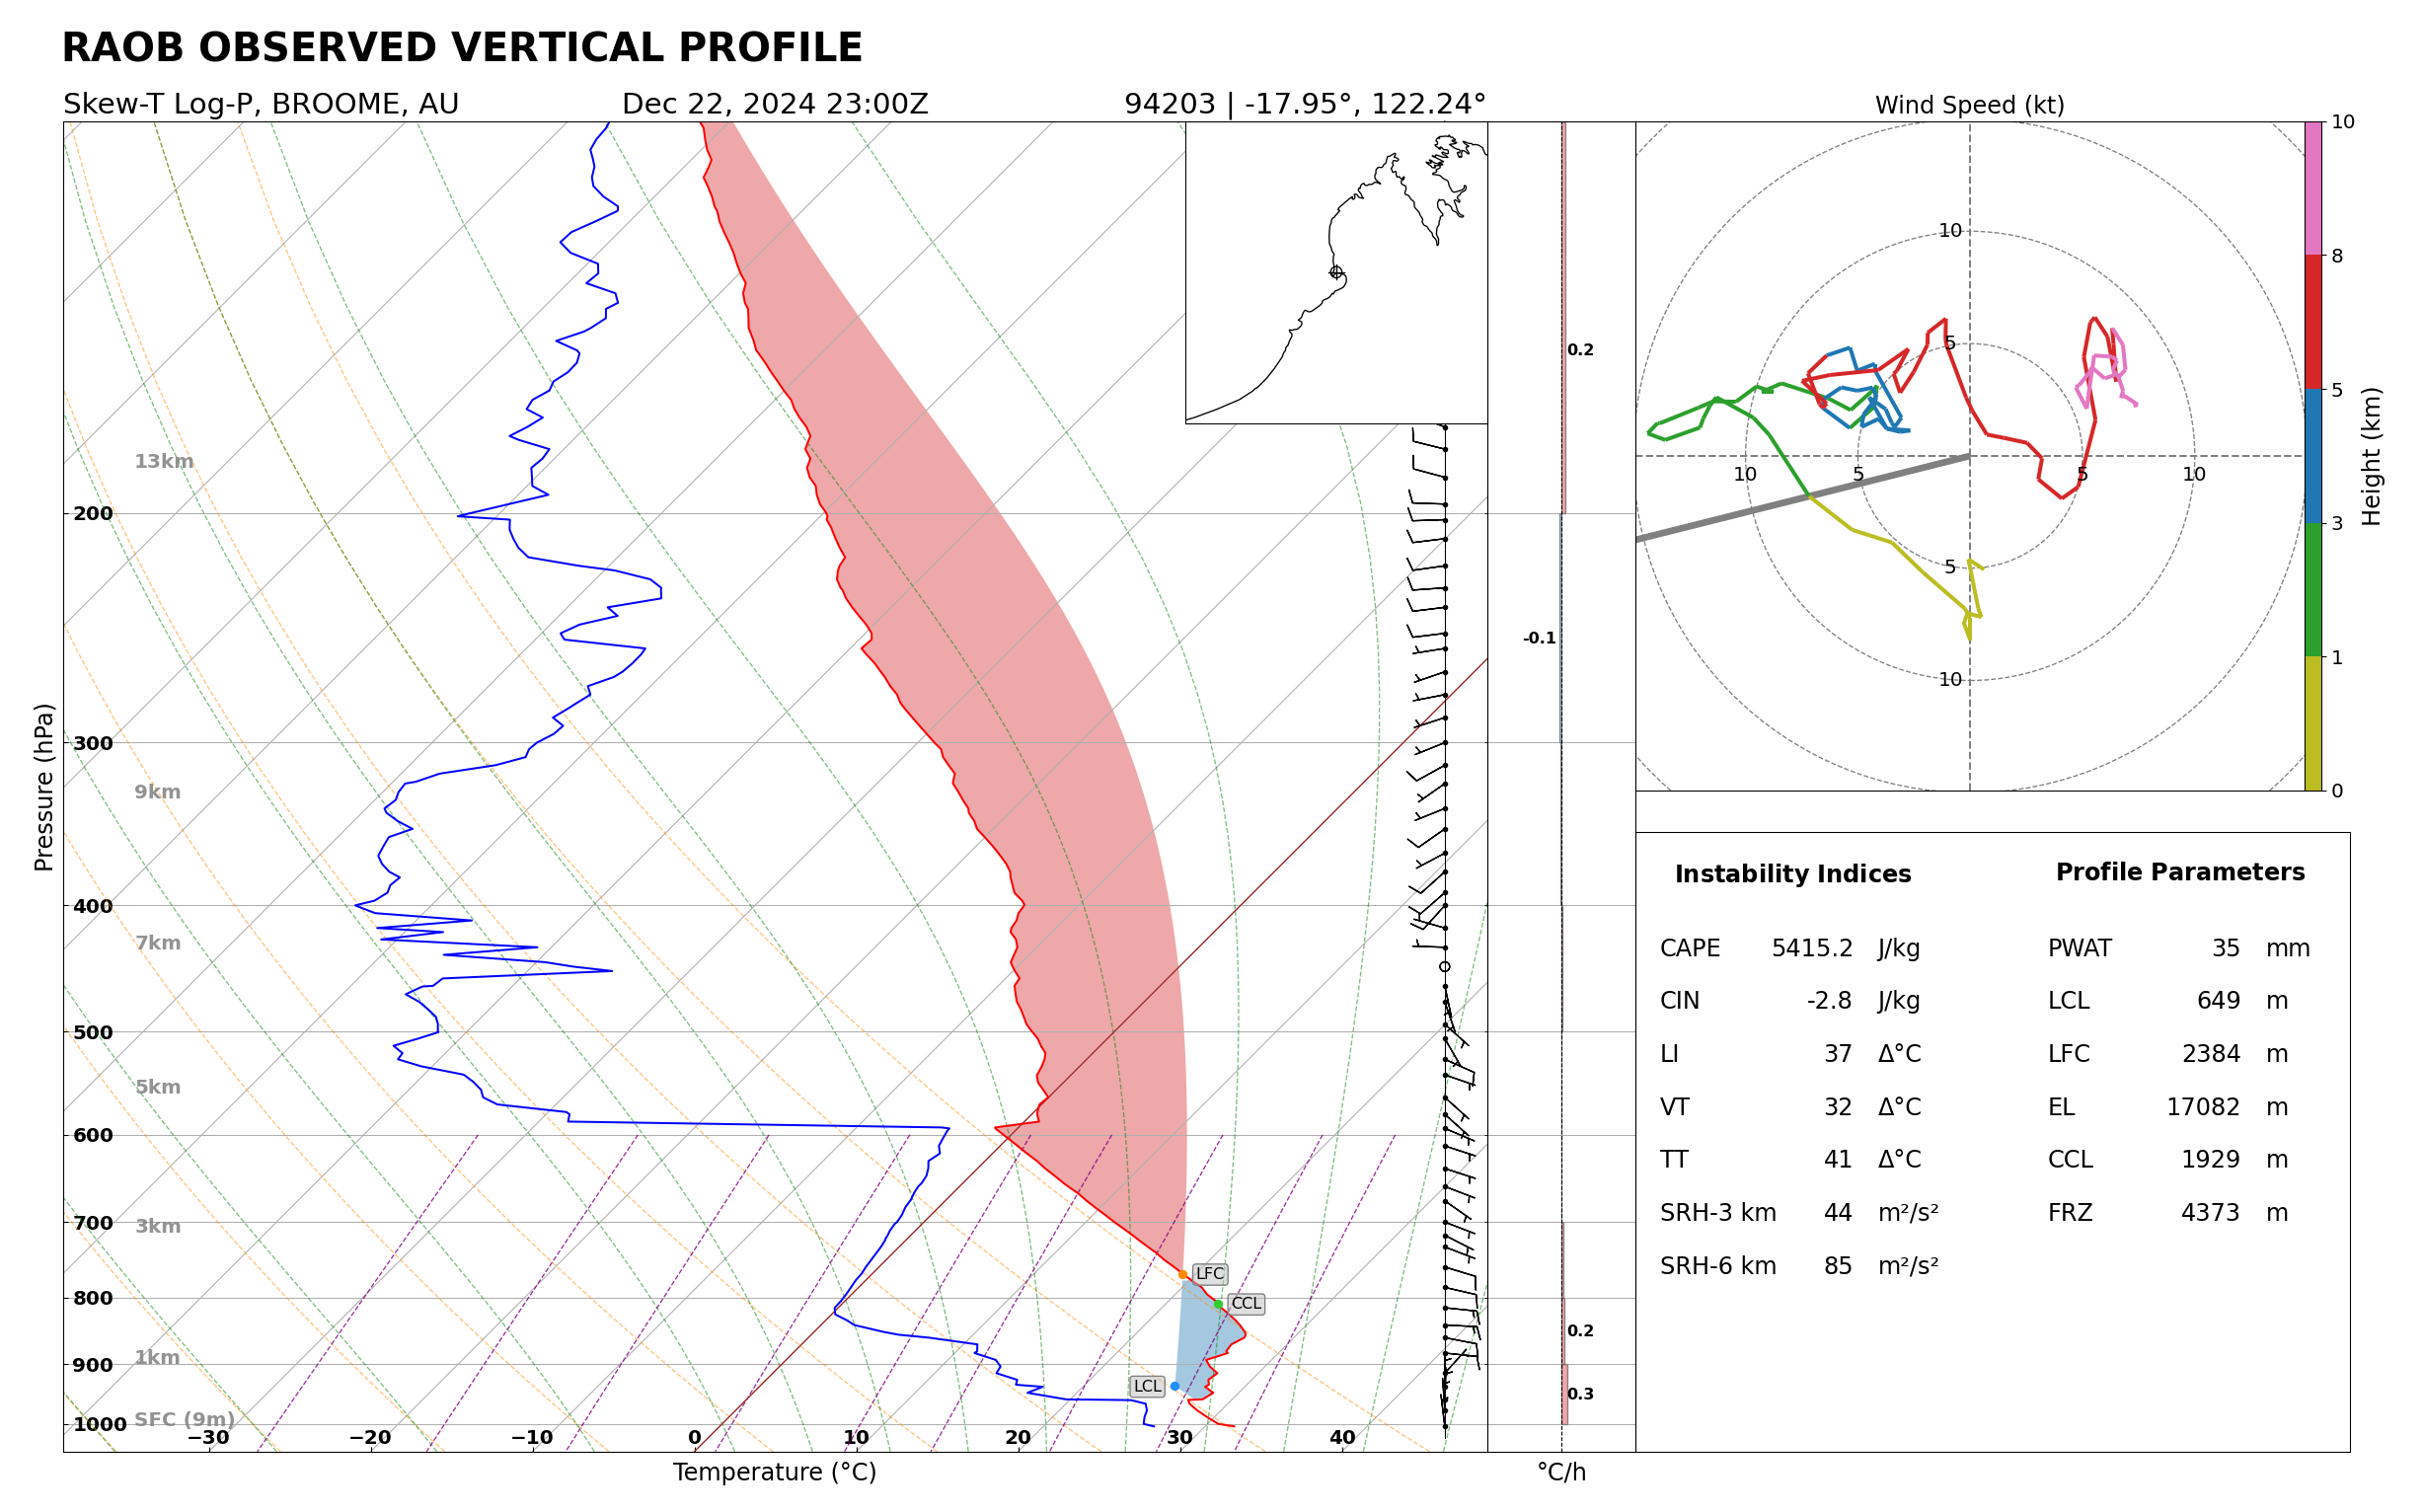 RAOB OBSERVED VERTICAL PROFILE
Skew-T Log-P, BROOME, AU
Dec 22, 2024 23:00Z
94203 | -17.95°, 122.24°
Pressure (hPa)
200
300
400
500
600
700
800
900
1000
13km
9km
7km
5km
3km
1km
SFC (9m)
LFC
CCL
LCL
−30
−20
−10
0
10
20
30
40
Temperature (°C)
0.2
-0.1
0.2
0.3
°C/h
Wind Speed (kt)
10
5
10
5
5
10
5
10
10
8
5
3
1
0
Height (km)
Instability Indices
CAPE 5415.2 J/kg
CIN -2.8 J/kg
LI 37 Δ°C
VT 32 Δ°C
TT 41 Δ°C
SRH-3 km 44 m²/s²
SRH-6 km 85 m²/s²
Profile Parameters
PWAT 35 mm
LCL 649 m
LFC 2384 m
EL 17082 m
CCL 1929 m
FRZ 4373 m